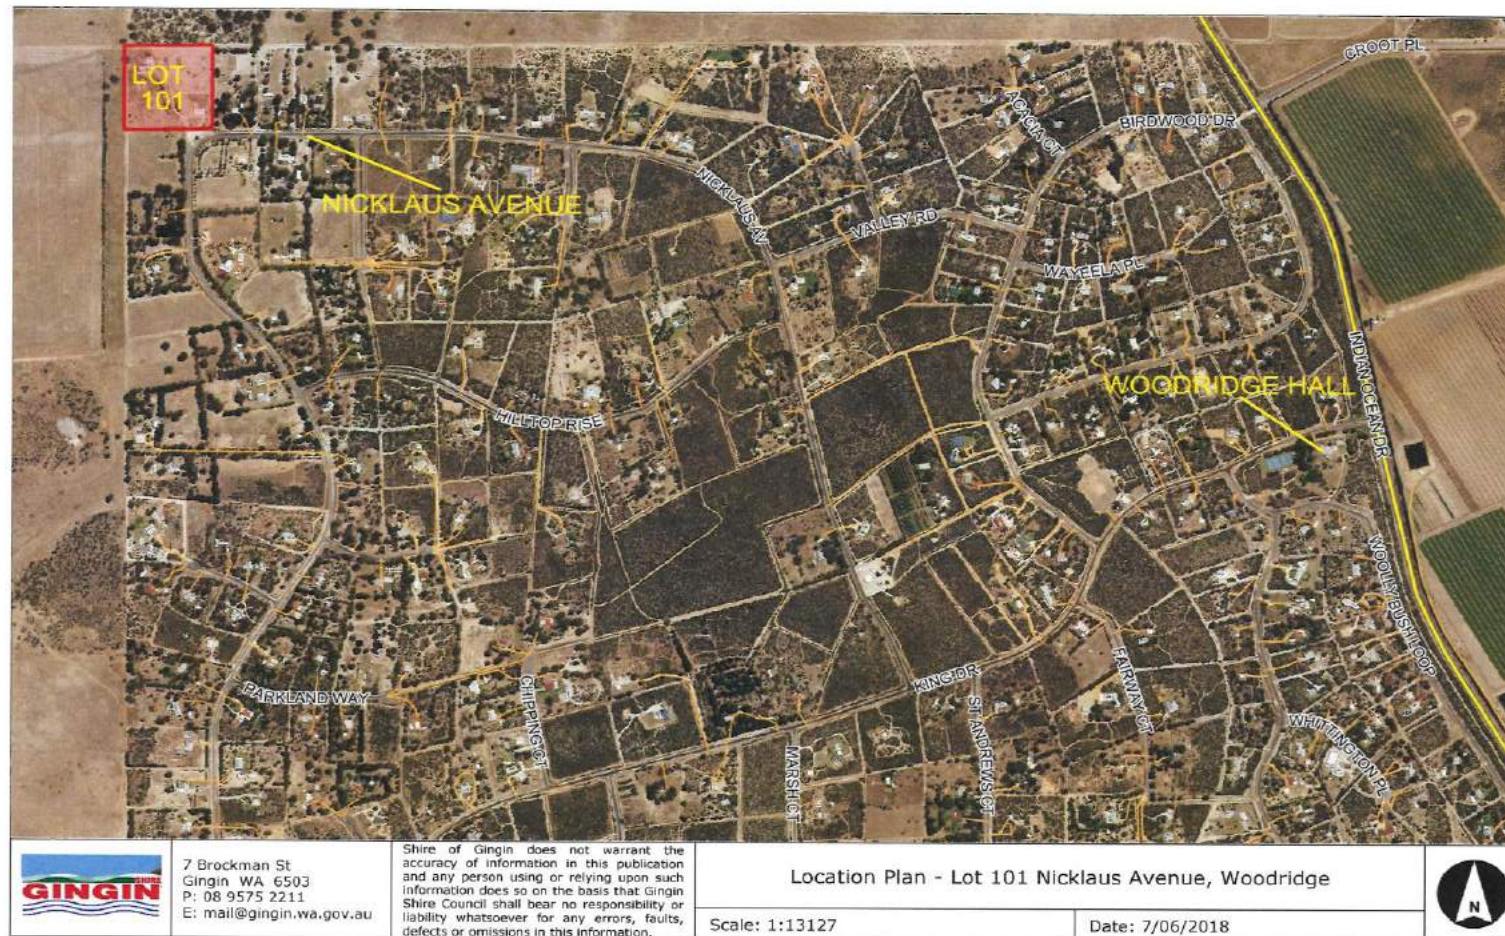 LOT
101
CROOT PL
ACACIA CT
BIRDWOOD DR
NICKLAUS AV
NICKLAUS AVENUE
VALLEY RD
WAYEELA PL
INDIAN OCEAN DR
WOODRIDGE HALL
HILLTOP RISE
WOOLLY BUSH LOOP
PARKLAND WAY
CHIPPING CT
KING DR
FAIRWAY CT
ST ANDREWS CT
WHITTINGTON PL
MARSH CT
SHIRE
GINGIN
7 Brockman St
Gingin WA 6503
P: 08 9575 2211
E: mail@gingin.wa.gov.au
Shire of Gingin does not warrant the
accuracy of information in this publication
and any person using or relying upon such
information does so on the basis that Gingin
Shire Council shall bear no responsibility or
liability whatsoever for any errors, faults,
defects or omissions in this information.
Location Plan - Lot 101 Nicklaus Avenue, Woodridge
Scale: 1:13127
Date: 7/06/2018
N